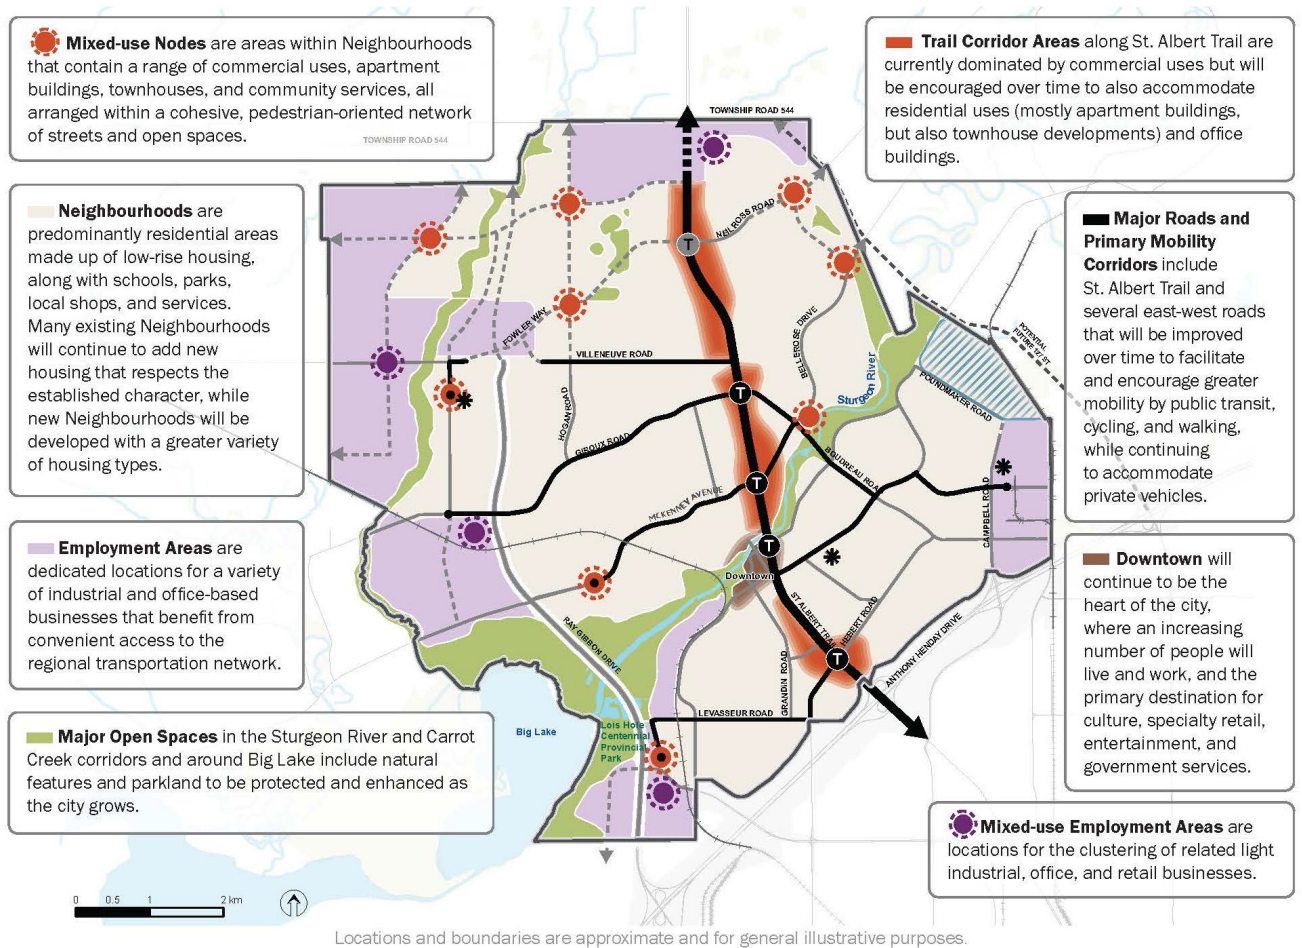 Mixed-use Nodes are areas within Neighbourhoods
that contain a range of commercial uses, apartment
buildings, townhouses, and community services, all
arranged within a cohesive, pedestrian-oriented network
of streets and open spaces.
TOWNSHIP ROAD 544
Trail Corridor Areas along St. Albert Trail are
currently dominated by commercial uses but will
be encouraged over time to also accommodate
residential uses (mostly apartment buildings,
but also townhouse developments) and office
buildings.
Neighbourhoods are
predominantly residential areas
made up of low-rise housing,
along with schools, parks,
local shops, and services.
Many existing Neighbourhoods
will continue to add new
housing that respects the
established character, while
new Neighbourhoods will be
developed with a greater variety
of housing types.
Major Roads and
Primary Mobility
Corridors include
St. Albert Trail and
several east-west roads
that will be improved
over time to facilitate
and encourage greater
mobility by public transit,
cycling, and walking,
while continuing
to accommodate
private vehicles.
Employment Areas are
dedicated locations for a variety
of industrial and office-based
businesses that benefit from
convenient access to the
regional transportation network.
Downtown will
continue to be the
heart of the city,
where an increasing
number of people will
live and work, and the
primary destination for
culture, specialty retail,
entertainment, and
government services.
Major Open Spaces in the Sturgeon River and Carrot
Creek corridors and around Big Lake include natural
features and parkland to be protected and enhanced as
the city grows.
Mixed-use Employment Areas are
locations for the clustering of related light
industrial, office, and retail businesses.
TOWNSHIP ROAD 544
NEIL ROSS ROAD
T
FOWLER WAY
VILLENEUVE ROAD
BELLEROSE DRIVE
Sturgeon River
POTENTIAL
POUNDMAKER ROAD
T
HOGAN ROAD
GIROUX ROAD
BOUDREAU ROAD
T
MCKENNEY AVENUE
CAMPBELL ROAD
T
Downtown
ST ALBERT TRAIL
HEBERT ROAD
RAY GIBBON DRIVE
ANTHONY HENDAY DRIVE
T
GRANDIN ROAD
LEVASSEUR ROAD
Big Lake
Lois Hole
Centennial
Provincial
Park
0 0.5 1 2 km
Locations and boundaries are approximate and for general illustrative purposes.